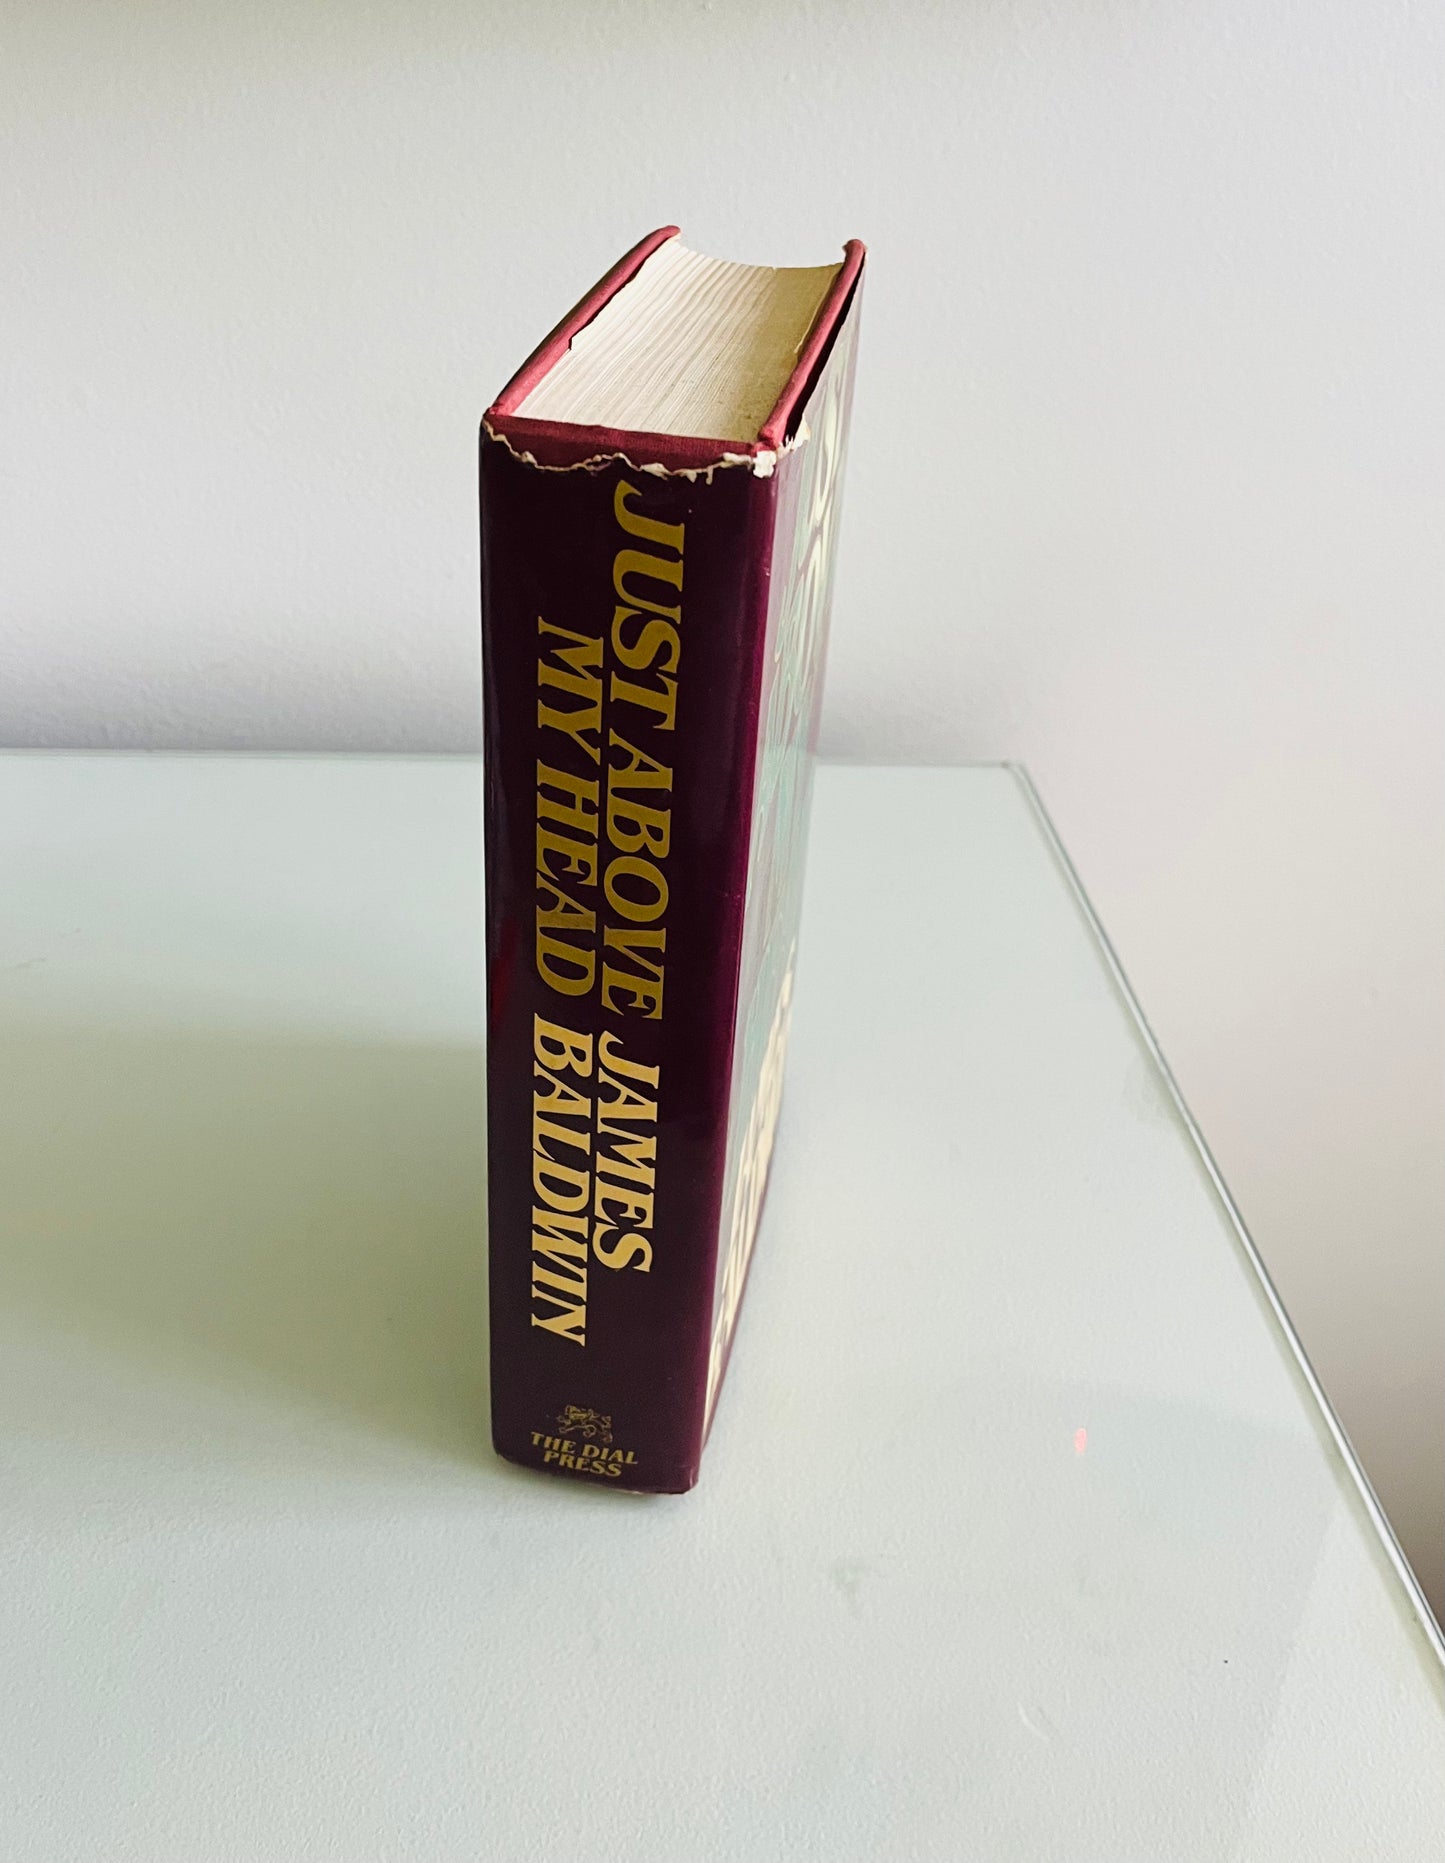 JUST ABOVE
MY HEAD
JAMES
BALDWIN
THE DIAL
PRESS